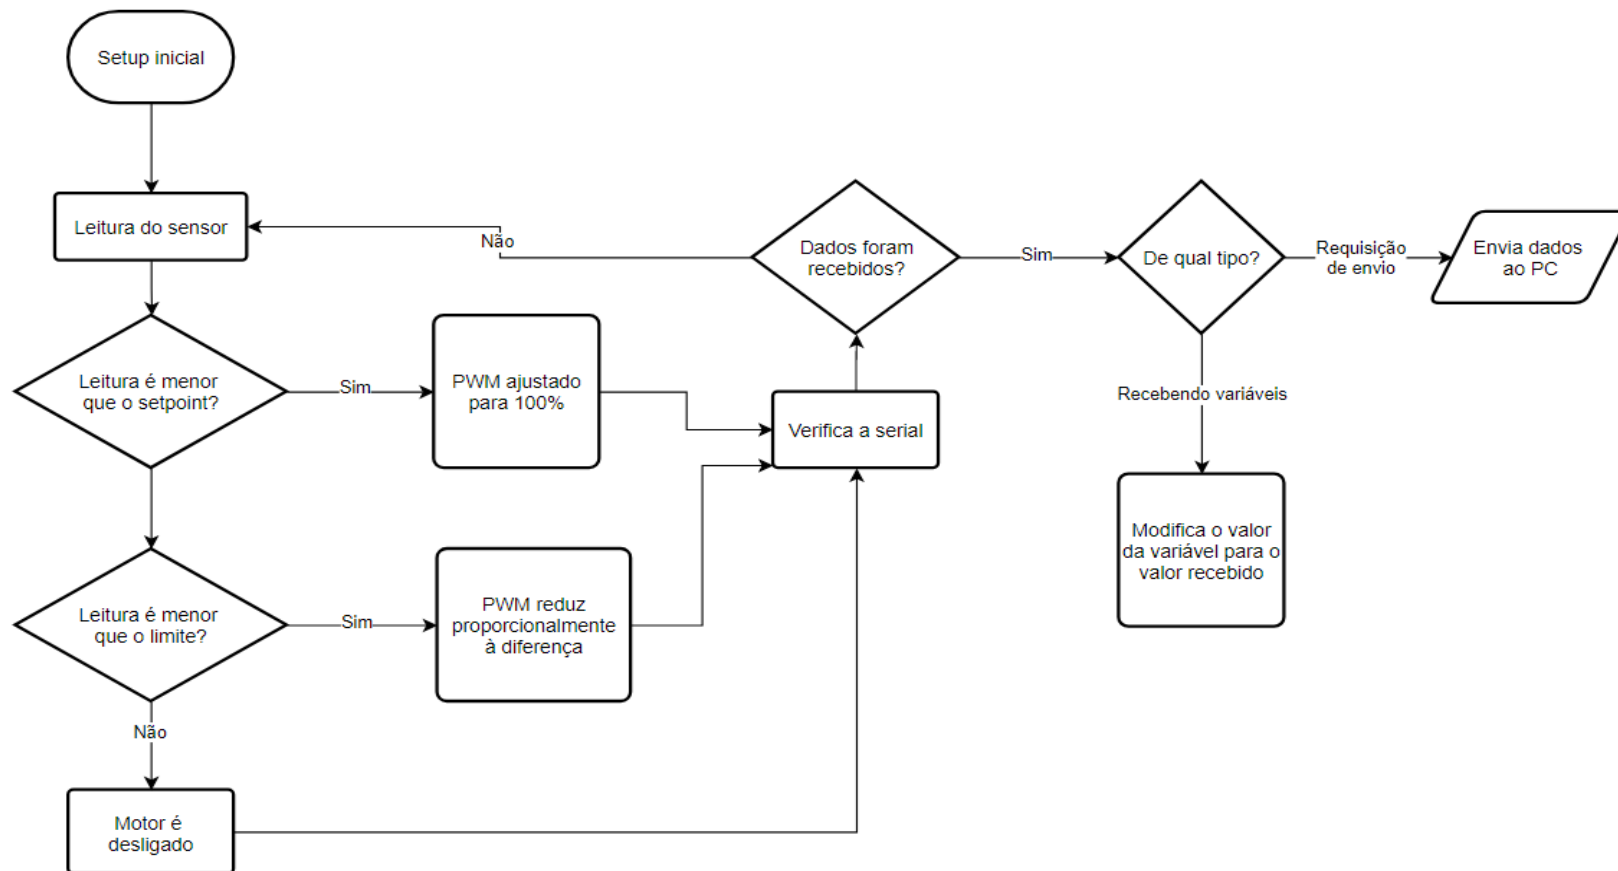 Setup inicial
Leitura do sensor
Não
Dados foram
recebidos?
Sim
De qual tipo?
Requisição
de envio
Envia dados
ao PC
Leitura é menor
que o setpoint?
Sim
PWM ajustado
para 100%
Verifica a serial
Recebendo variáveis
Modifica o valor
da variável para o
valor recebido
Leitura é menor
que o limite?
Sim
PWM reduz
proporcionalmente
à diferença
Não
Motor é
desligado